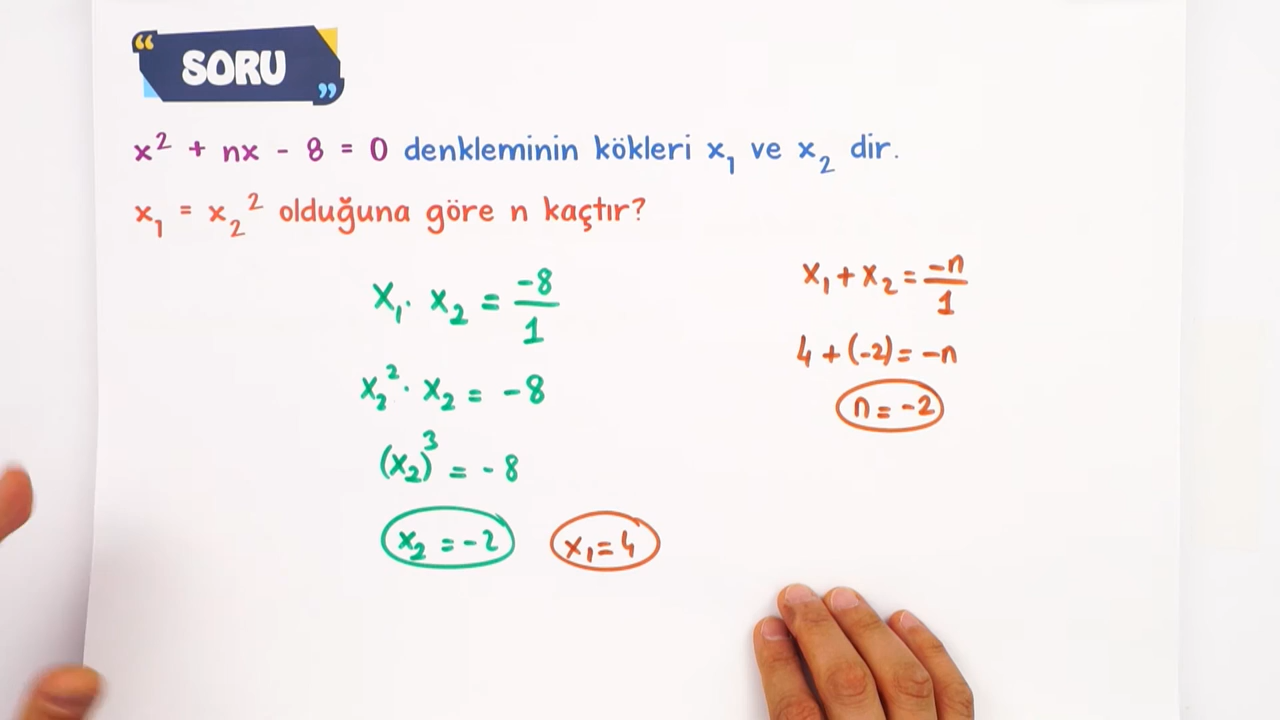 “ SORU ”
x² + nx - 8 = 0 denkleminin kökleri x₁ ve x₂ dir.
x₁ = x₂² olduğuna göre n kaçtır?
x₁ · x₂ = -8/1
x₂² · x₂ = -8
(x₂)³ = -8
x₂ = -2
x₁ = 4
x₁ + x₂ = -n/1
4 + (-2) = -n
n = -2